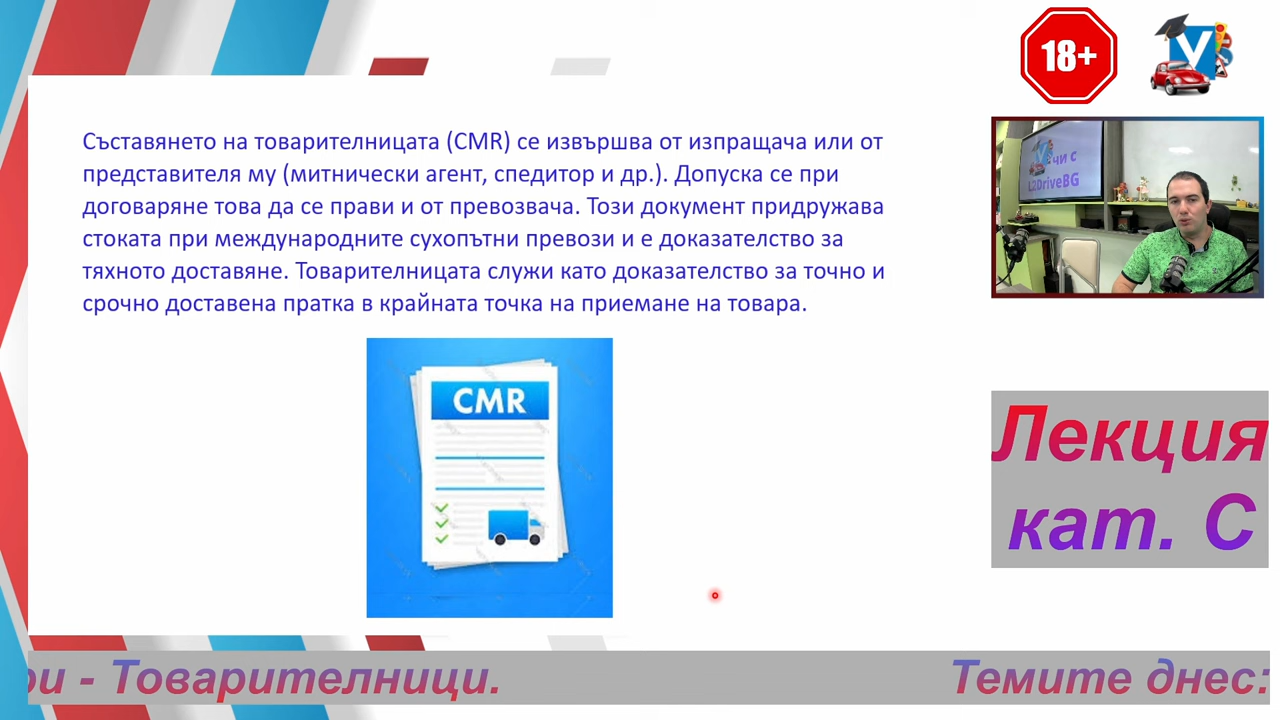 18+
Съставянето на товарителницата (CMR) се извършва от изпращача или от
представителя му (митнически агент, спедитор и др.). Допуска се при
договаряне това да се прави и от превозвача. Този документ придружава
стоката при международните сухопътни превози и е доказателство за
тяхното доставяне. Товарителницата служи като доказателство за точно и
срочно доставена пратка в крайната точка на приемане на товара.
чи с
L2DriveBG
CMR
Лекция
кат. C
ри - Товарителници.
Темите днес: